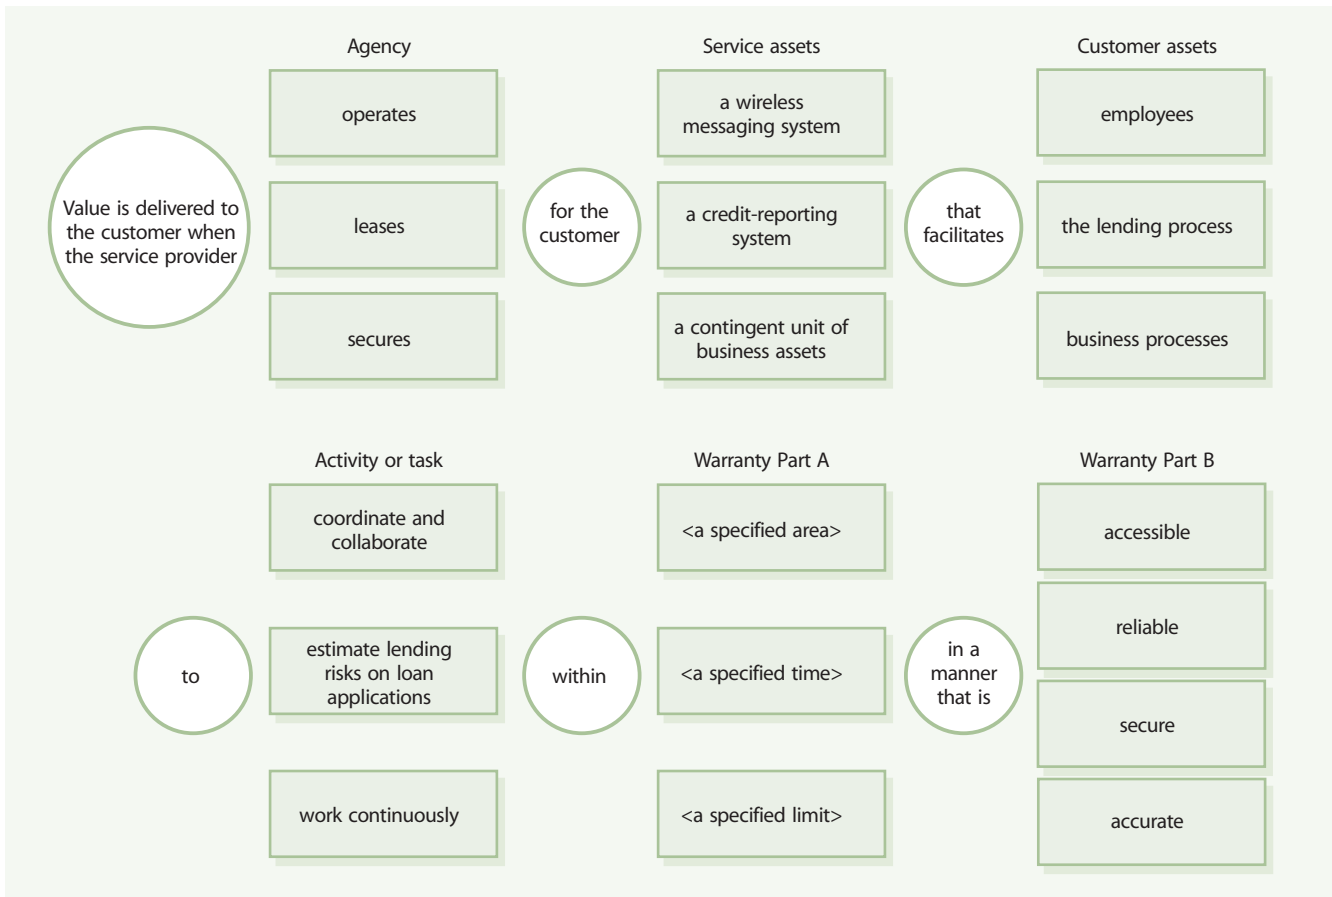 Agency
Service assets
Customer assets
operates
a wireless
messaging system
employees
Value is delivered to
the customer when
the service provider
leases
for the
customer
a credit-reporting
system
that
facilitates
the lending process
secures
a contingent unit of
business assets
business processes
Activity or task
Warranty Part A
Warranty Part B
coordinate and
collaborate
<a specified area>
accessible
to
estimate lending
risks on loan
applications
within
<a specified time>
in a
manner
that is
reliable
secure
work continuously
<a specified limit>
accurate